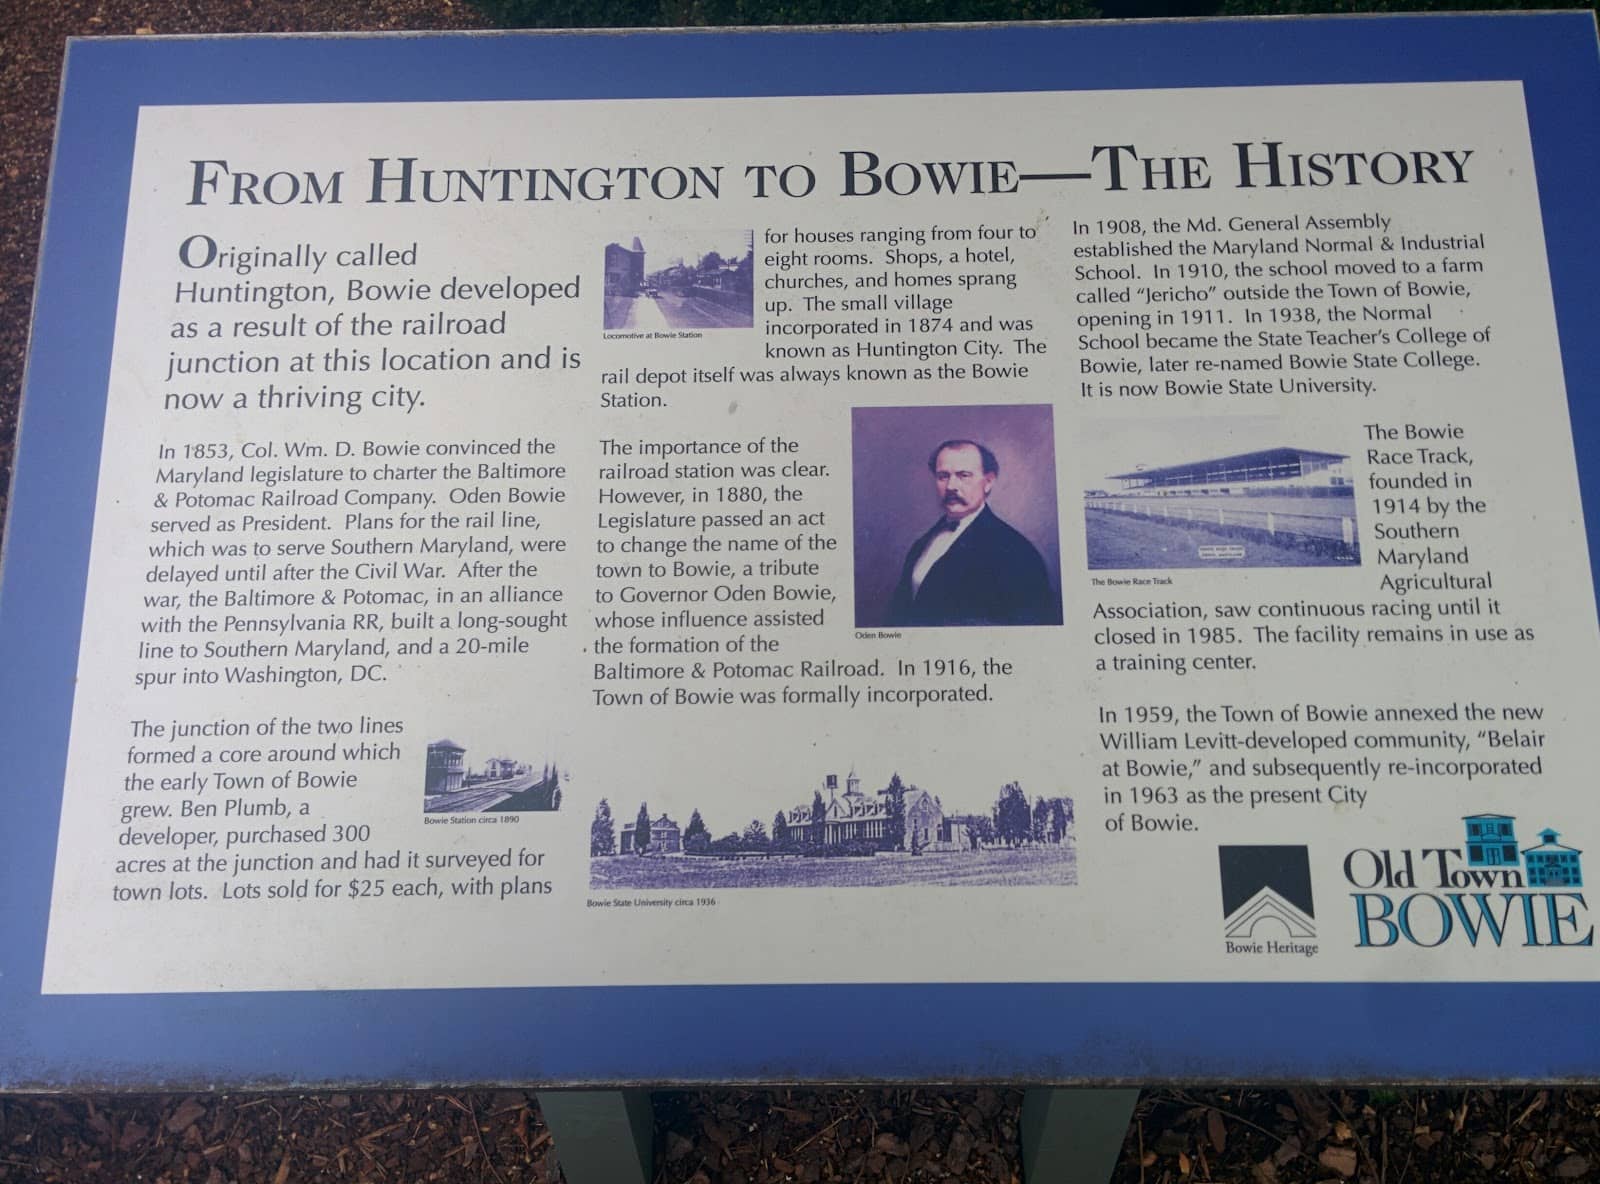 FROM HUNTINGTON TO BOWIE—THE HISTORY
Originally called
Huntington, Bowie developed
as a result of the railroad
junction at this location and is
now a thriving city.
In 1853, Col. Wm. D. Bowie convinced the
Maryland legislature to charter the Baltimore
& Potomac Railroad Company. Oden Bowie
served as President. Plans for the rail line,
which was to serve Southern Maryland, were
delayed until after the Civil War. After the
war, the Baltimore & Potomac, in an alliance
with the Pennsylvania RR, built a long-sought
line to Southern Maryland, and a 20-mile
spur into Washington, DC.
The junction of the two lines
formed a core around which
the early Town of Bowie
grew. Ben Plumb, a
developer, purchased 300
acres at the junction and had it surveyed for
town lots. Lots sold for $25 each, with plans
Bowie Station circa 1890
Locomotive at Bowie Station
for houses ranging from four to
eight rooms. Shops, a hotel,
churches, and homes sprang
up. The small village
incorporated in 1874 and was
known as Huntington City. The
rail depot itself was always known as the Bowie
Station.
The importance of the
railroad station was clear.
However, in 1880, the
Legislature passed an act
to change the name of the
town to Bowie, a tribute
to Governor Oden Bowie,
whose influence assisted
the formation of the
Baltimore & Potomac Railroad. In 1916, the
Town of Bowie was formally incorporated.
Oden Bowie
Bowie State University circa 1936
In 1908, the Md. General Assembly
established the Maryland Normal & Industrial
School. In 1910, the school moved to a farm
called "Jericho" outside the Town of Bowie,
opening in 1911. In 1938, the Normal
School became the State Teacher's College of
Bowie, later re-named Bowie State College.
It is now Bowie State University.
The Bowie Race Track
The Bowie
Race Track,
founded in
1914 by the
Southern
Maryland
Agricultural
Association, saw continuous racing until it
closed in 1985. The facility remains in use as
a training center.
In 1959, the Town of Bowie annexed the new
William Levitt-developed community, "Belair
at Bowie," and subsequently re-incorporated
in 1963 as the present City
of Bowie.
Bowie Heritage
Old Town
BOWIE